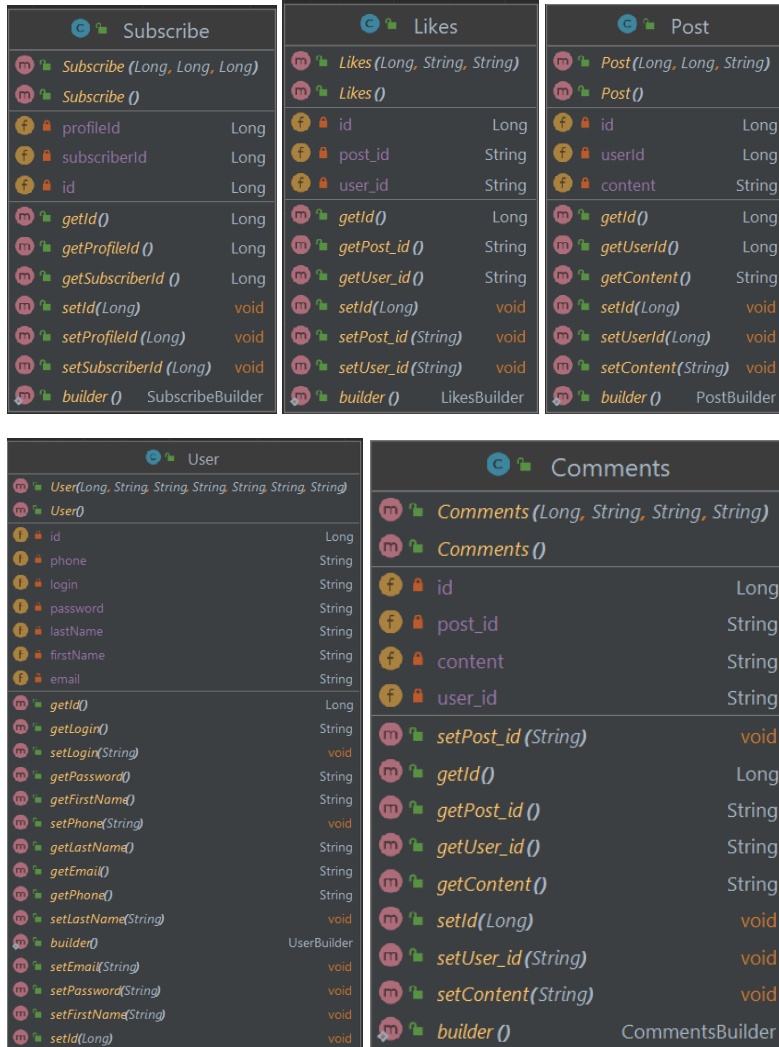 Subscribe
Subscribe (Long, Long, Long)
Subscribe ()
profileId Long
subscriberId Long
id Long
getId() Long
getProfileId () Long
getSubscriberId () Long
setId(Long) void
setProfileId (Long) void
setSubscriberId (Long) void
builder () SubscribeBuilder
Likes
Likes (Long, String, String)
Likes ()
id Long
post_id String
user_id String
getId() Long
getPost_id () String
getUser_id () String
setId(Long) void
setPost_id (String) void
setUser_id (String) void
builder () LikesBuilder
Post
Post(Long, Long, String)
Post()
id Long
userId Long
content String
getId() Long
getUserId() Long
getContent() String
setId(Long) void
setUserId(Long) void
setContent(String) void
builder () PostBuilder
User
User(Long, String, String, String, String, String, String)
User()
id Long
phone String
login String
password String
lastName String
firstName String
email String
getId() Long
getLogin() String
setLogin(String) void
getPassword() String
getFirstName() String
setPhone(String) void
getLastName() String
getEmail() String
getPhone() String
setLastName(String) void
builder() UserBuilder
setEmail(String) void
setPassword(String) void
setFirstName(String) void
setId(Long) void
Comments
Comments (Long, String, String, String)
Comments ()
id Long
post_id String
content String
user_id String
setPost_id (String) void
getId() Long
getPost_id () String
getUser_id () String
getContent() String
setId(Long) void
setUser_id (String) void
setContent(String) void
builder () CommentsBuilder